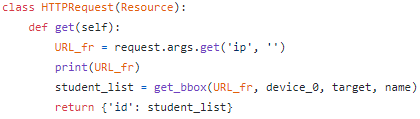 class HTTPRequest(Resource):
    def get(self):
        URL_fr = request.args.get('ip', '')
        print(URL_fr)
        student_list = get_bbox(URL_fr, device_0, target, name)
        return {'id': student_list}